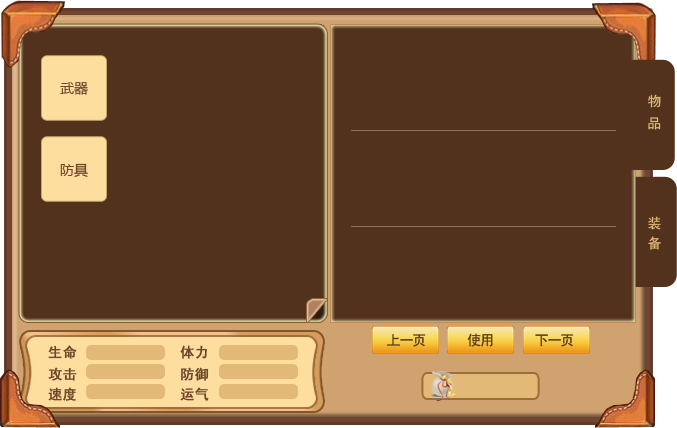 武器
防具
物品
装备
生命 体力
攻击 防御
速度 运气
上一页 使用 下一页